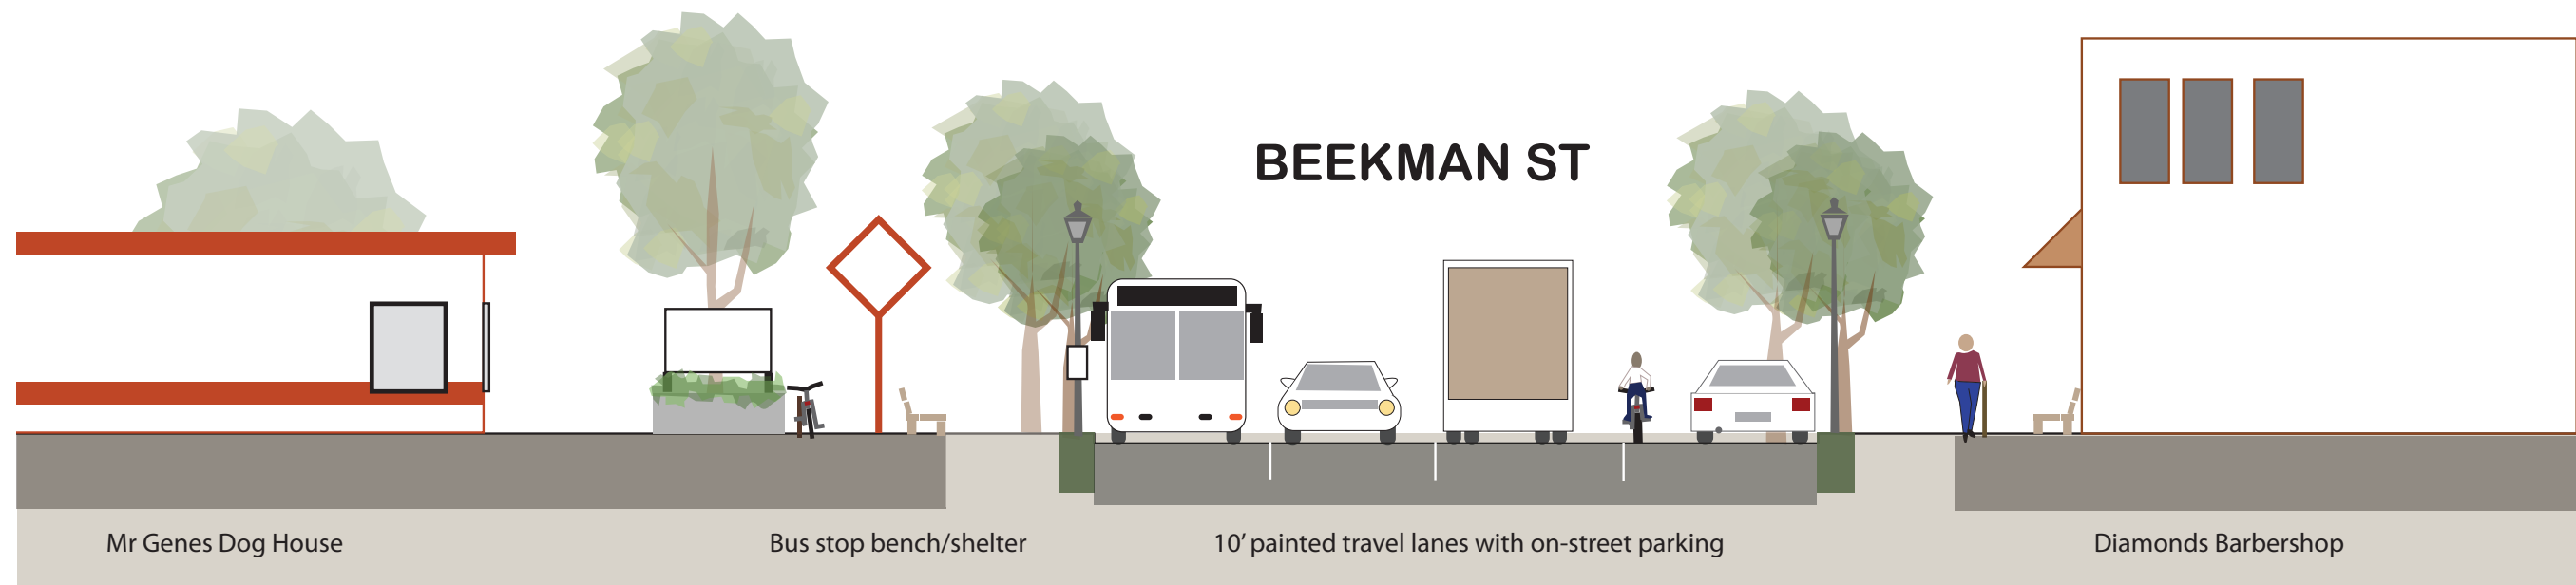 BEEKMAN ST
Mr Genes Dog House
Bus stop bench/shelter
10' painted travel lanes with on-street parking
Diamonds Barbershop